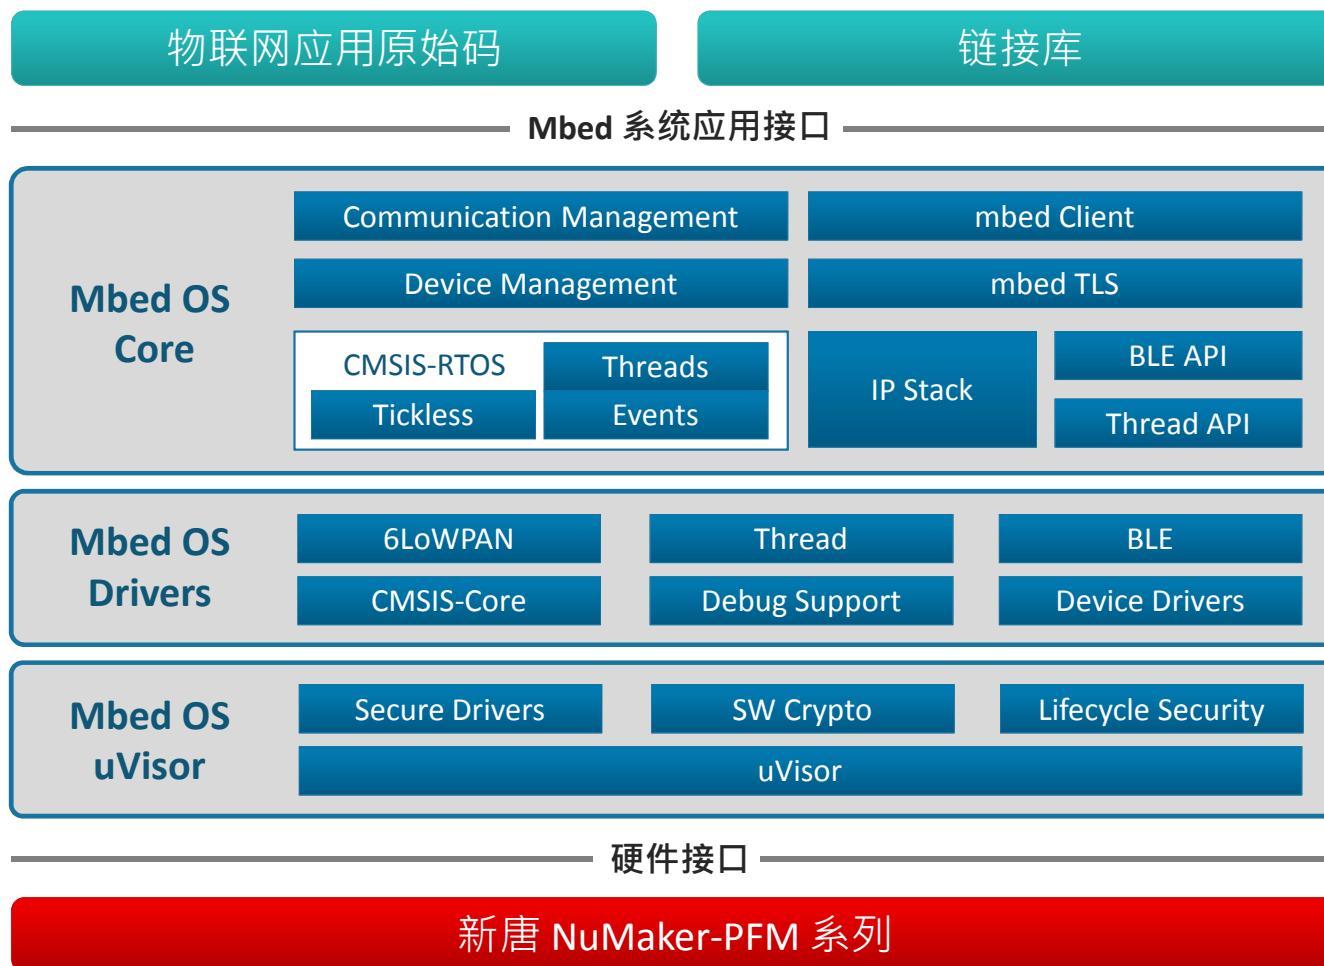 物联网应用原始码
链接库
Mbed 系统应用接口
Mbed OS
Core
Communication Management
mbed Client
Device Management
mbed TLS
CMSIS-RTOS
Threads
Tickless
Events
IP Stack
BLE API
Thread API
Mbed OS
Drivers
6LoWPAN
Thread
BLE
CMSIS-Core
Debug Support
Device Drivers
Mbed OS
uVisor
Secure Drivers
SW Crypto
Lifecycle Security
uVisor
硬件接口
新唐 NuMaker-PFM 系列